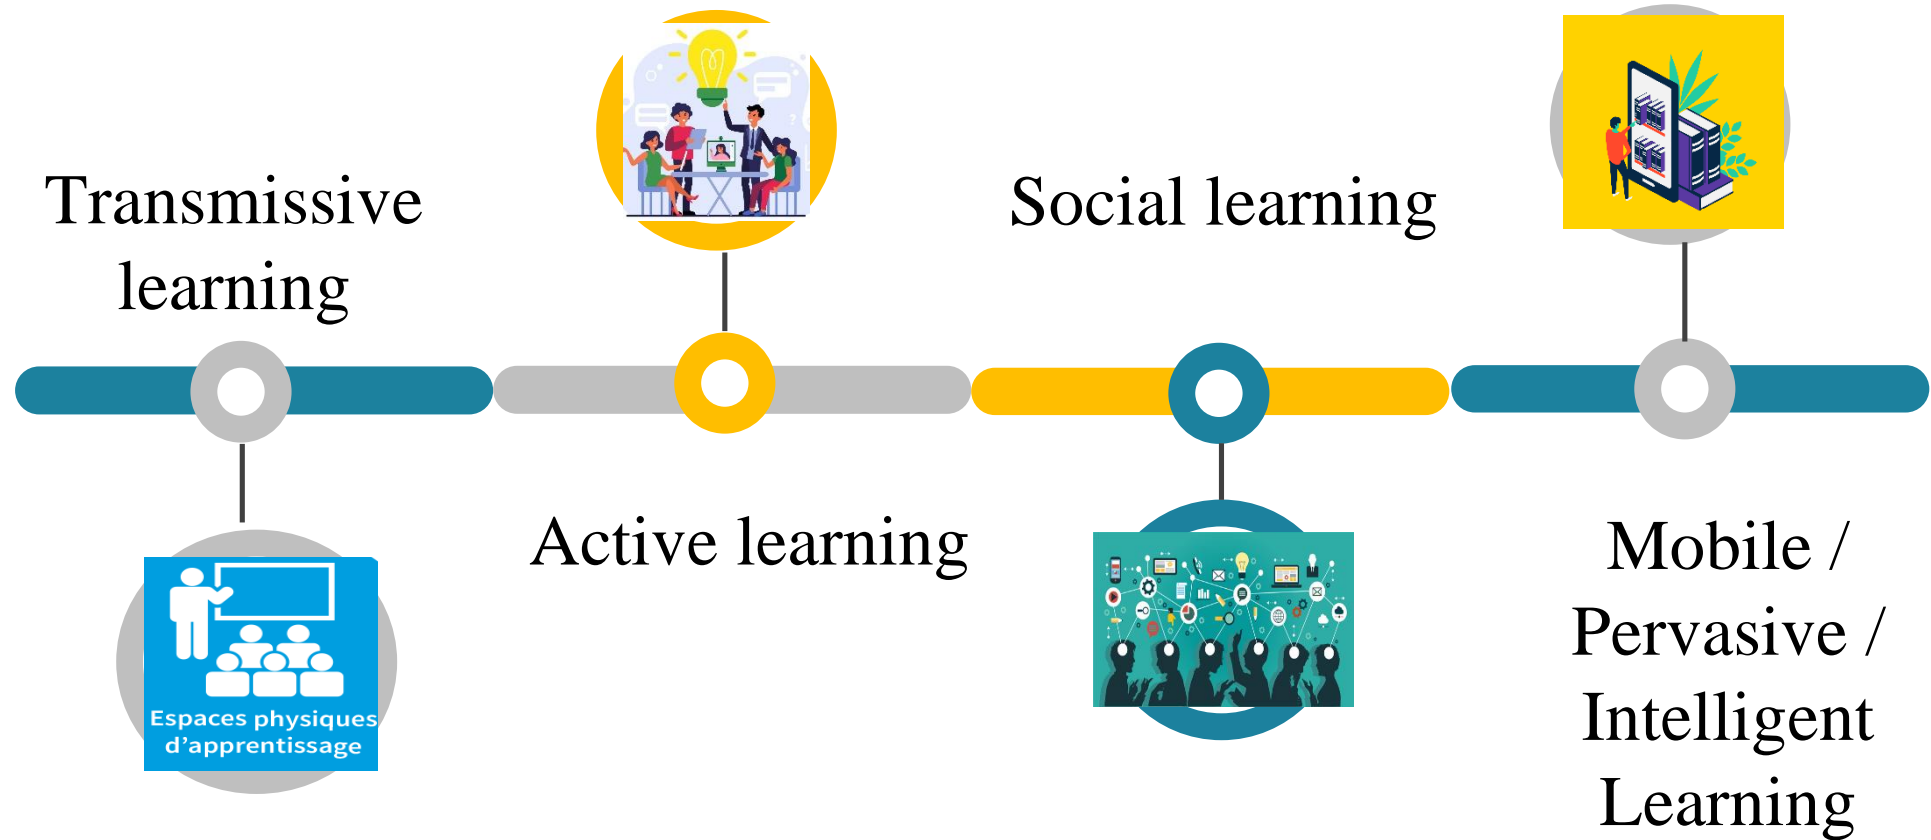 Transmissive
learning
Espaces physiques
d'apprentissage
Active learning
Social learning
Mobile /
Pervasive /
Intelligent
Learning